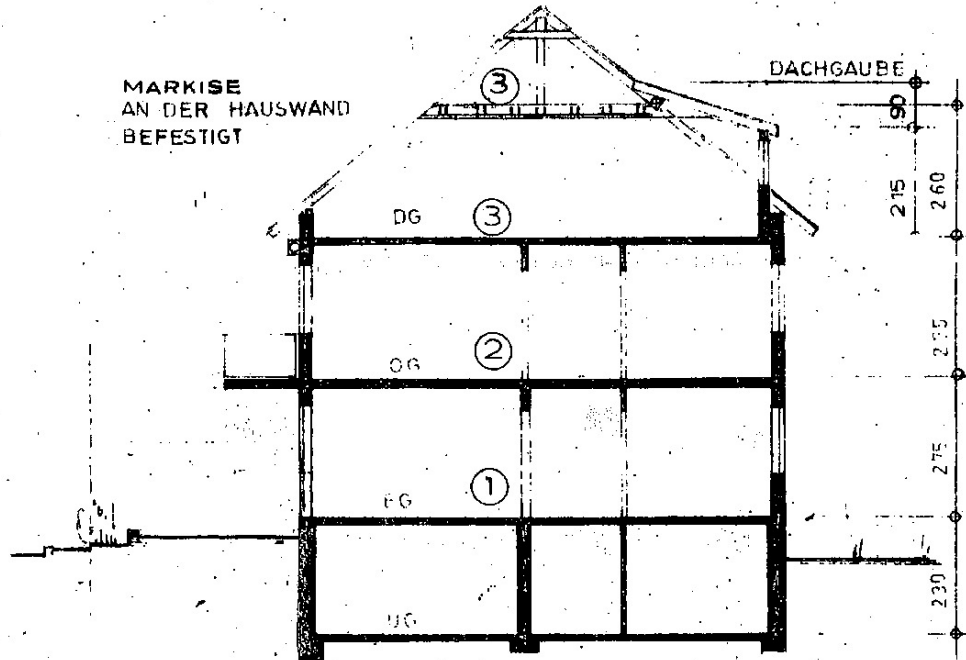 DACHGAUBE
MARKISE
AN DER HAUSWAND
BEFESTIGT
3
90
215
260
DG
3
275
OG
2
275
EG
1
230
UG